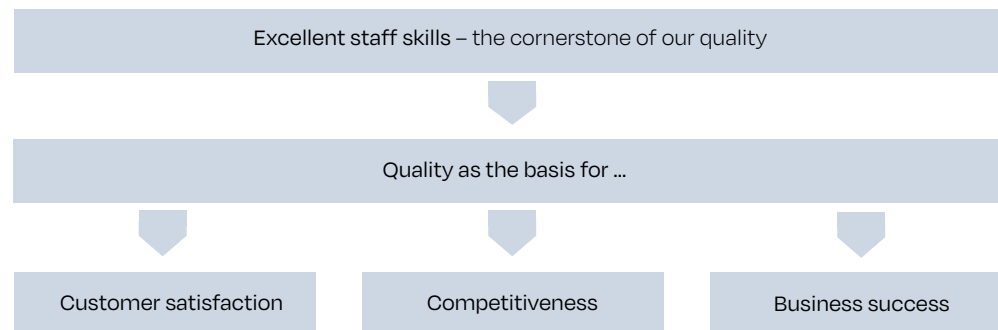 Excellent staff skills – the cornerstone of our quality
Quality as the basis for ...
Customer satisfaction
Competitiveness
Business success